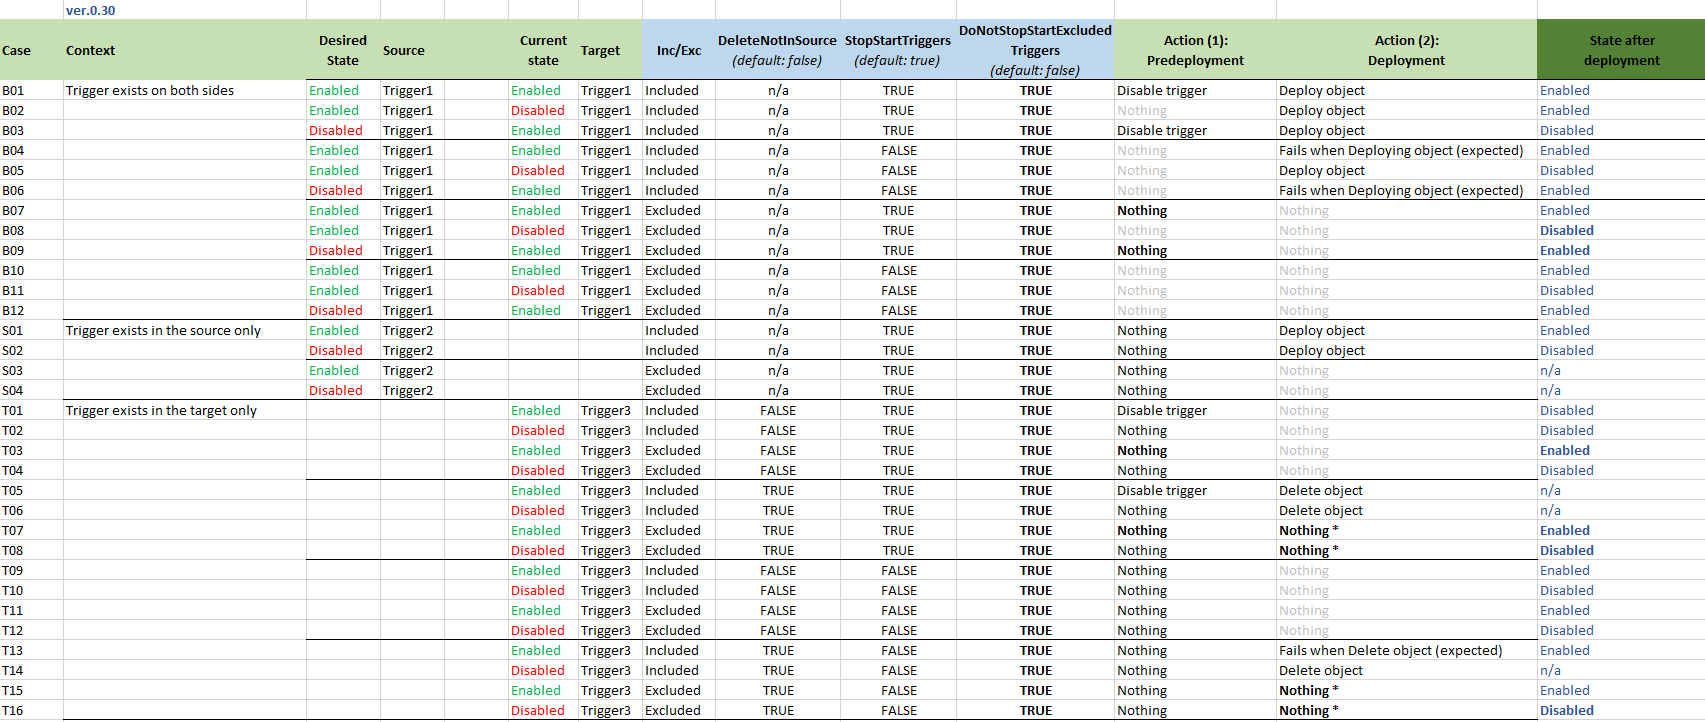 ver.0.30
Case Context Desired State Source Current state Target Inc/Exc DeleteNotInSource (default: false) StopStartTriggers (default: true) DoNotStopStartExcluded Triggers (default: false) Action (1): Predeployment Action (2): Deployment State after deployment
B01 Trigger exists on both sides Enabled Trigger1 Enabled Trigger1 Included n/a TRUE TRUE Disable trigger Deploy object Enabled
B02 Enabled Trigger1 Disabled Trigger1 Included n/a TRUE TRUE Nothing Deploy object Enabled
B03 Disabled Trigger1 Enabled Trigger1 Included n/a TRUE TRUE Disable trigger Deploy object Disabled
B04 Enabled Trigger1 Enabled Trigger1 Included n/a FALSE TRUE Nothing Fails when Deploying object (expected) Enabled
B05 Enabled Trigger1 Disabled Trigger1 Included n/a FALSE TRUE Nothing Deploy object Disabled
B06 Disabled Trigger1 Enabled Trigger1 Included n/a FALSE TRUE Nothing Fails when Deploying object (expected) Enabled
B07 Enabled Trigger1 Enabled Trigger1 Excluded n/a TRUE TRUE Nothing Nothing Enabled
B08 Enabled Trigger1 Disabled Trigger1 Excluded n/a TRUE TRUE Nothing Nothing Disabled
B09 Disabled Trigger1 Enabled Trigger1 Excluded n/a TRUE TRUE Nothing Nothing Enabled
B10 Enabled Trigger1 Enabled Trigger1 Excluded n/a FALSE TRUE Nothing Nothing Enabled
B11 Enabled Trigger1 Disabled Trigger1 Excluded n/a FALSE TRUE Nothing Nothing Disabled
B12 Disabled Trigger1 Enabled Trigger1 Excluded n/a FALSE TRUE Nothing Nothing Enabled
S01 Trigger exists in the source only Enabled Trigger2 Included n/a TRUE TRUE Nothing Deploy object Enabled
S02 Disabled Trigger2 Included n/a TRUE TRUE Nothing Deploy object Disabled
S03 Enabled Trigger2 Excluded n/a TRUE TRUE Nothing Nothing n/a
S04 Disabled Trigger2 Excluded n/a TRUE TRUE Nothing Nothing n/a
T01 Trigger exists in the target only Enabled Trigger3 Included FALSE TRUE TRUE Disable trigger Nothing Disabled
T02 Disabled Trigger3 Included FALSE TRUE TRUE Nothing Nothing Disabled
T03 Enabled Trigger3 Excluded FALSE TRUE TRUE Nothing Nothing Enabled
T04 Disabled Trigger3 Excluded FALSE TRUE TRUE Nothing Nothing Disabled
T05 Enabled Trigger3 Included TRUE TRUE TRUE Disable trigger Delete object n/a
T06 Disabled Trigger3 Included TRUE TRUE TRUE Nothing Delete object n/a
T07 Enabled Trigger3 Excluded TRUE TRUE TRUE Nothing Nothing * Enabled
T08 Disabled Trigger3 Excluded TRUE TRUE TRUE Nothing Nothing * Disabled
T09 Enabled Trigger3 Included FALSE FALSE TRUE Nothing Nothing Enabled
T10 Disabled Trigger3 Included FALSE FALSE TRUE Nothing Nothing Disabled
T11 Enabled Trigger3 Excluded FALSE FALSE TRUE Nothing Nothing Enabled
T12 Disabled Trigger3 Excluded FALSE FALSE TRUE Nothing Nothing Disabled
T13 Enabled Trigger3 Included TRUE FALSE TRUE Nothing Fails when Delete object (expected) Enabled
T14 Disabled Trigger3 Included TRUE FALSE TRUE Nothing Delete object n/a
T15 Enabled Trigger3 Excluded TRUE FALSE TRUE Nothing Nothing * Enabled
T16 Disabled Trigger3 Excluded TRUE FALSE TRUE Nothing Nothing * Disabled